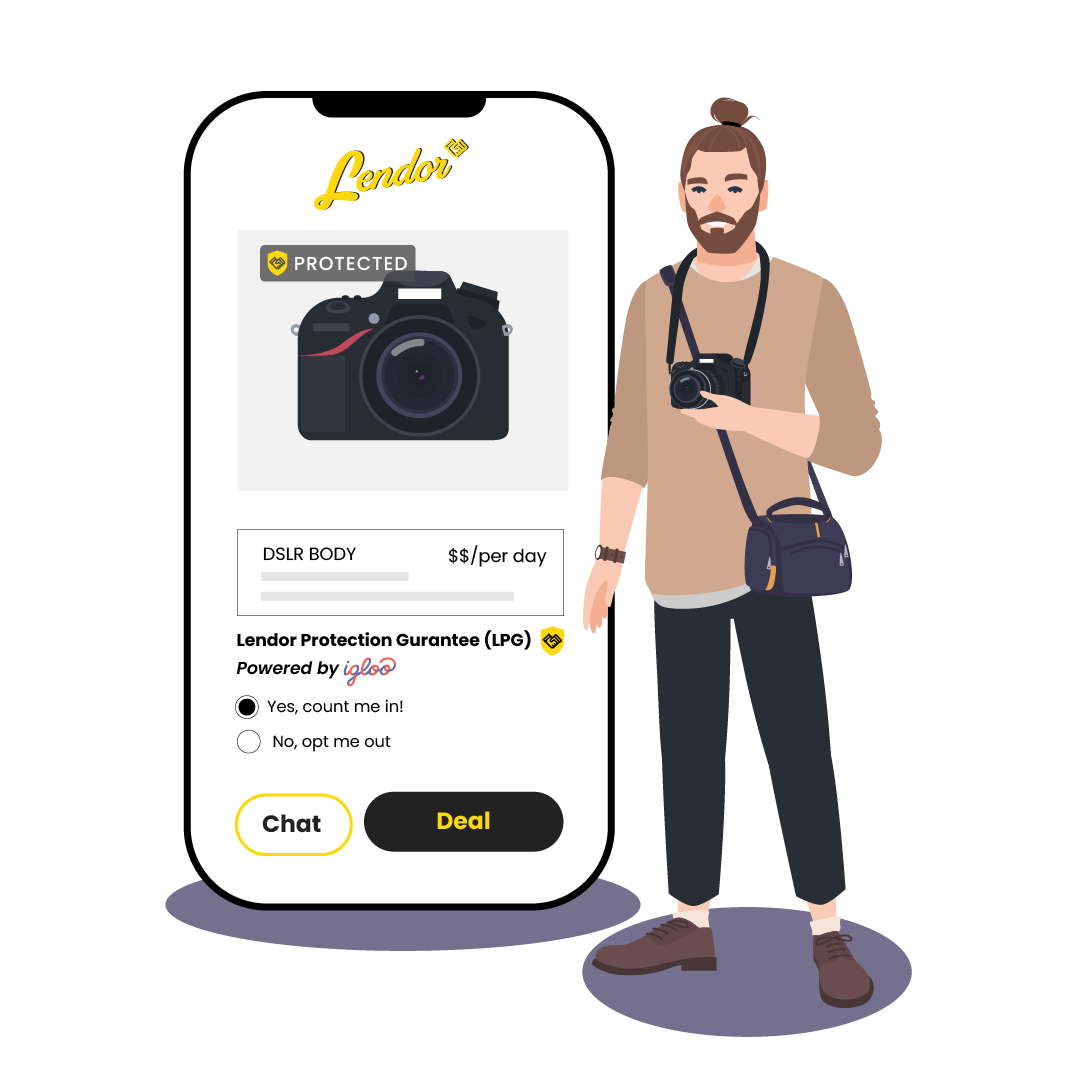 Lendor
PROTECTED
DSLR BODY
$$/per day
Lendor Protection Gurantee (LPG)
Powered by igloo
Yes, count me in!
No, opt me out
Chat
Deal